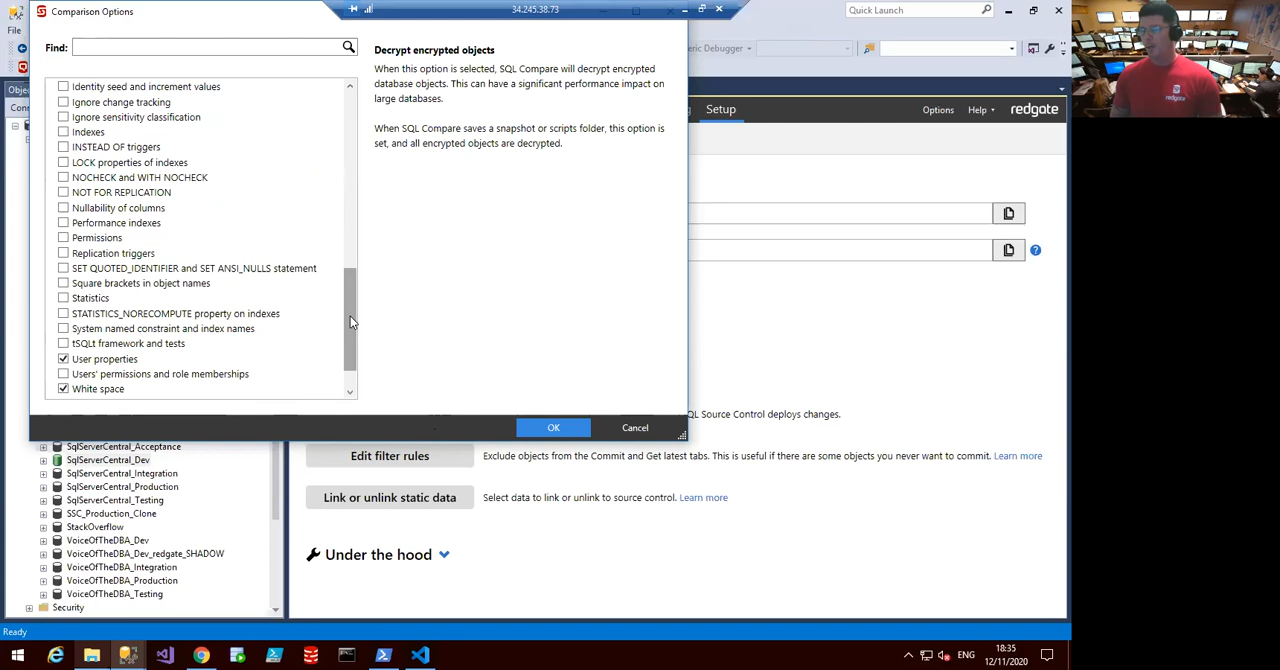 Comparison Options
34.245.38.73
Quick Launch
File
Find:
Decrypt encrypted objects
When this option is selected, SQL Compare will decrypt encrypted
database objects. This can have a significant performance impact on
large databases.
When SQL Compare saves a snapshot or scripts folder, this option is
set, and all encrypted objects are decrypted.
eric Debugger
Identity seed and increment values
Ignore change tracking
Ignore sensitivity classification
Indexes
INSTEAD OF triggers
LOCK properties of indexes
NOCHECK and WITH NOCHECK
NOT FOR REPLICATION
Nullability of columns
Performance indexes
Permissions
Replication triggers
SET QUOTED_IDENTIFIER and SET ANSI_NULLS statement
Square brackets in object names
Statistics
STATISTICS_NORECOMPUTE property on indexes
System named constraint and index names
tSQLt framework and tests
User properties
Users' permissions and role memberships
White space
OK
Cancel
Obje
Conn
g
Setup
Options
Help
redgate
redgate
SQL Source Control deploys changes.
Edit filter rules
Exclude objects from the Commit and Get latest tabs. This is useful if there are some objects you never want to commit. Learn more
Link or unlink static data
Select data to link or unlink to source control. Learn more
Under the hood
SqlServerCentral_Acceptance
SqlServerCentral_Dev
SqlServerCentral_Integration
SqlServerCentral_Production
SqlServerCentral_Testing
SSC_Production_Clone
StackOverflow
VoiceOfTheDBA_Dev
VoiceOfTheDBA_Dev_redgate_SHADOW
VoiceOfTheDBA_Integration
VoiceOfTheDBA_Production
VoiceOfTheDBA_Testing
Security
Ready
ENG
18:35
12/11/2020